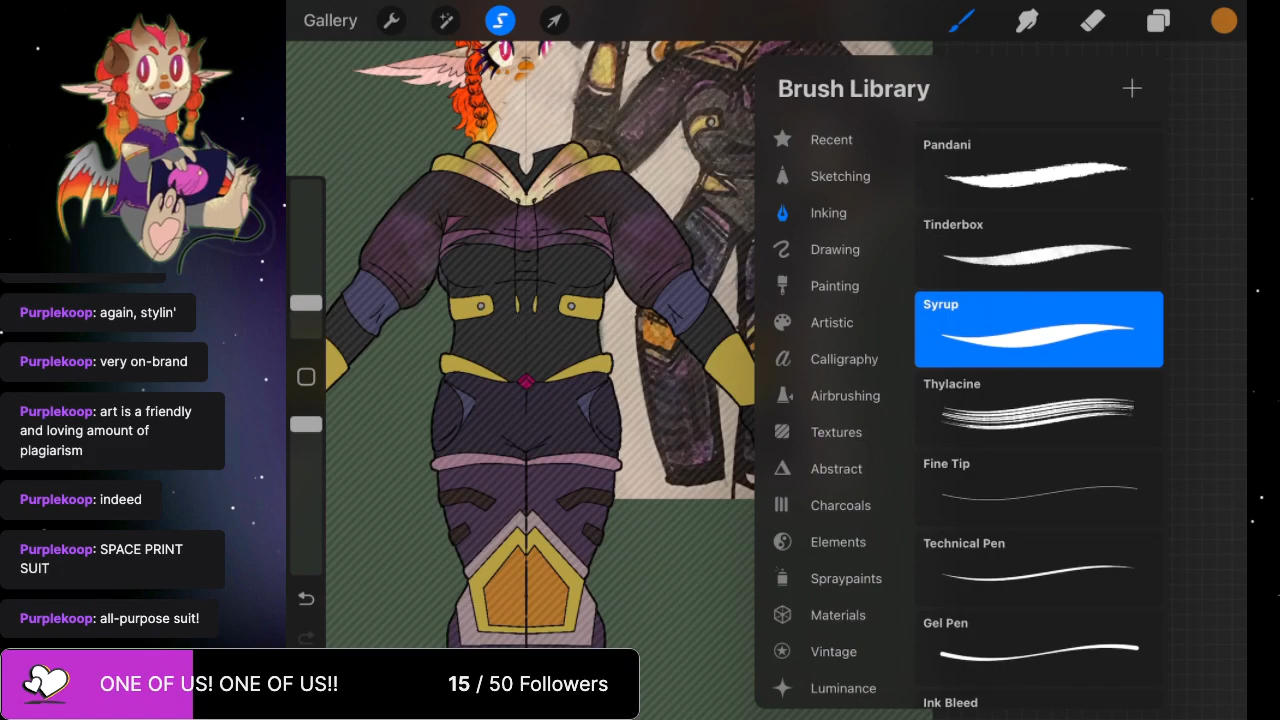 Gallery
Brush Library
Recent
Sketching
Inking
Drawing
Painting
Artistic
Calligraphy
Airbrushing
Textures
Abstract
Charcoals
Elements
Spraypaints
Materials
Vintage
Luminance
Pandani
Tinderbox
Syrup
Thylacine
Fine Tip
Technical Pen
Gel Pen
Ink Bleed
Purplekoop: again, stylin'
Purplekoop: very on-brand
Purplekoop: art is a friendly
and loving amount of
plagiarism
Purplekoop: indeed
Purplekoop: SPACE PRINT
SUIT
Purplekoop: all-purpose suit!
ONE OF US! ONE OF US!!
15 / 50 Followers